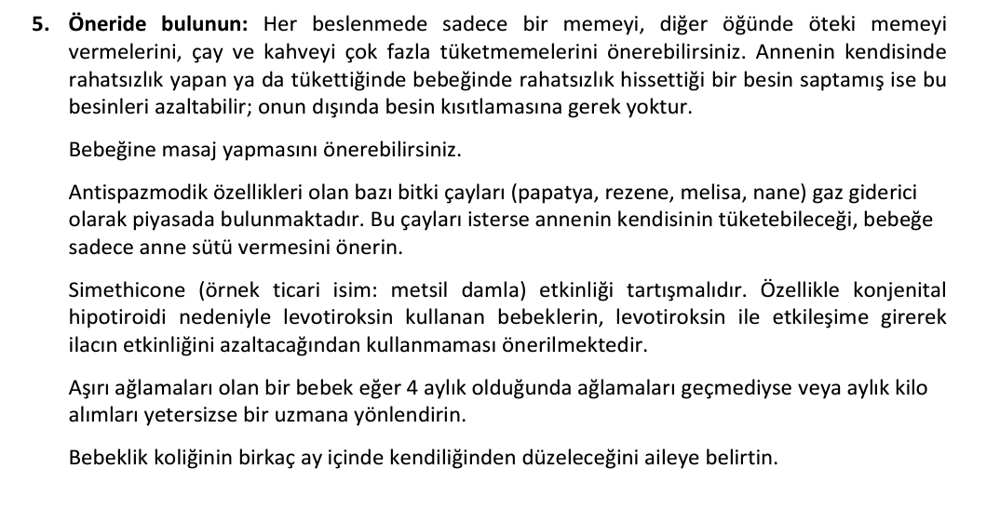 5. Öneride bulunun: Her beslenmede sadece bir memeyi, diğer öğünde öteki memeyi
vermelerini, çay ve kahveyi çok fazla tüketmemelerini önerebilirsiniz. Annenin kendisinde
rahatsızlık yapan ya da tükettiğinde bebeğinde rahatsızlık hissettiği bir besin saptamış ise bu
besinleri azaltabilir; onun dışında besin kısıtlamasına gerek yoktur.
Bebeğine masaj yapmasını önerebilirsiniz.
Antispazmodik özellikleri olan bazı bitki çayları (papatya, rezene, melisa, nane) gaz giderici
olarak piyasada bulunmaktadır. Bu çayları isterse annenin kendisinin tüketebileceği, bebeğe
sadece anne sütü vermesini önerin.
Simethicone (örnek ticari isim: metsil damla) etkinliği tartışmalıdır. Özellikle konjenital
hipotiroidi nedeniyle levotiroksin kullanan bebeklerin, levotiroksin ile etkileşime girerek
ilacın etkinliğini azaltacağından kullanmaması önerilmektedir.
Aşırı ağlamaları olan bir bebek eğer 4 aylık olduğunda ağlamaları geçmediyse veya aylık kilo
alımları yetersizse bir uzmana yönlendirin.
Bebeklik koliğinin birkaç ay içinde kendiliğinden düzeleceğini aileye belirtin.